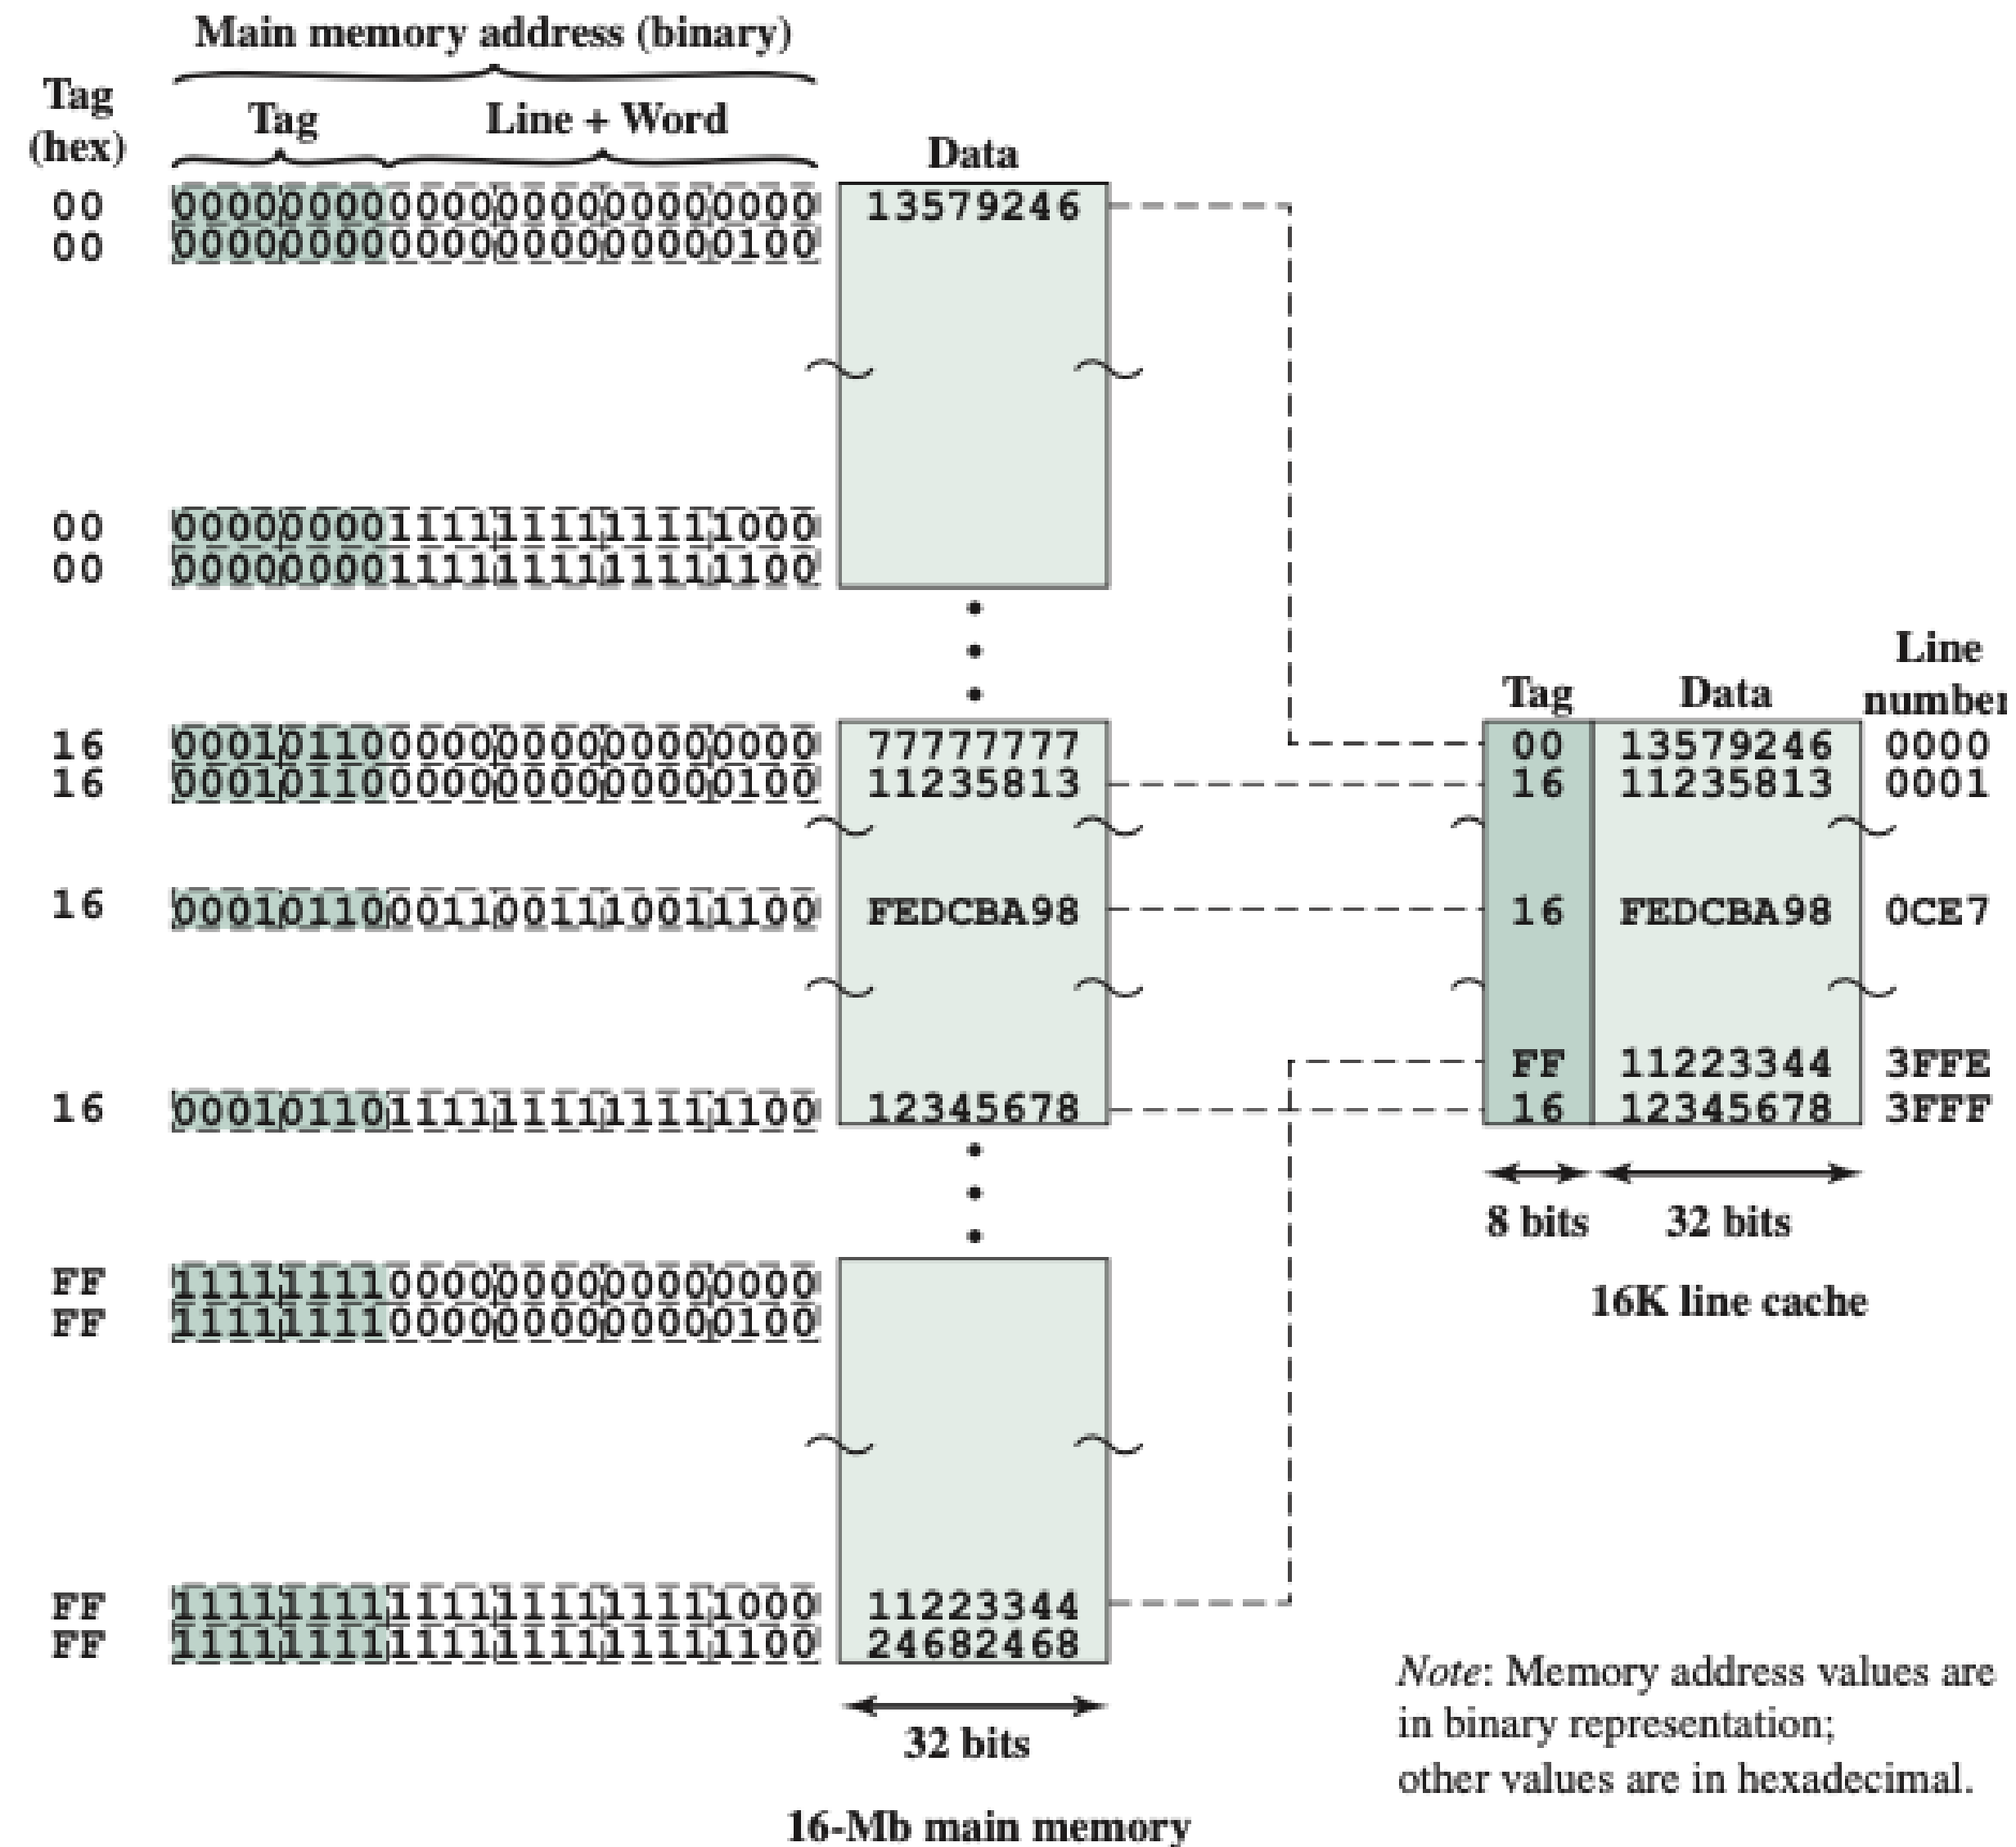 Main memory address (binary)
Tag
(hex)
Tag
Line + Word
Data
00 000000000000000000000000 13579246
00 000000000000000000000100
00 000000001111111111111000
00 000000001111111111111100
Line
number
Tag Data
16 000101100000000000000000 77777777 00 13579246 0000
16 000101100000000000000100 11235813 16 11235813 0001
16 000101100011001110011100 FEDCBA98 16 FEDCBA98 0CE7
FF 11223344 3FFE
16 000101101111111111111100 12345678 16 12345678 3FFF
8 bits 32 bits
16K line cache
FF 111111110000000000000000
FF 111111110000000000000100
FF 111111111111111111111000 11223344
FF 111111111111111111111100 24682468
32 bits
16-Mb main memory
Note: Memory address values are
in binary representation;
other values are in hexadecimal.